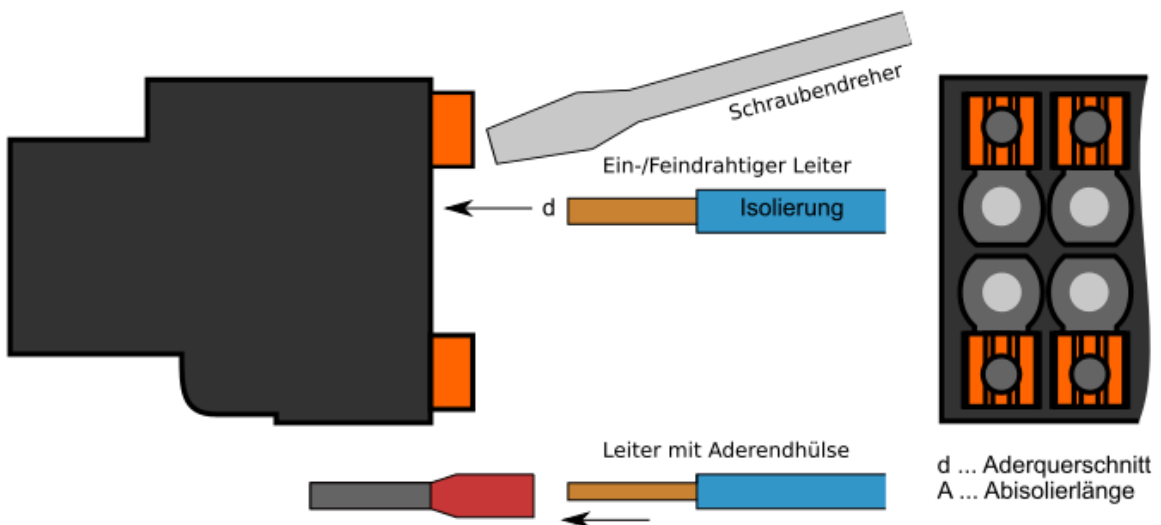 Schraubendreher
Ein-/Feindrahtiger Leiter
d
Isolierung
Leiter mit Aderendhülse
d ... Aderquerschnitt
A ... Abisolierlänge